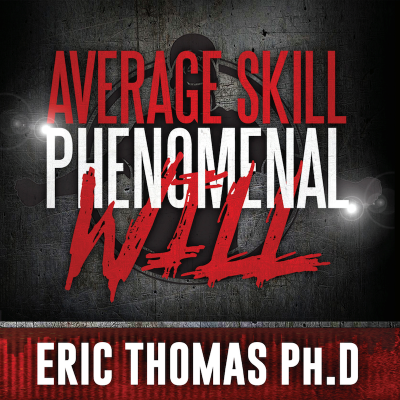 AVERAGE SKILL
PHENOMENAL
WILL
ERIC THOMAS PH.D